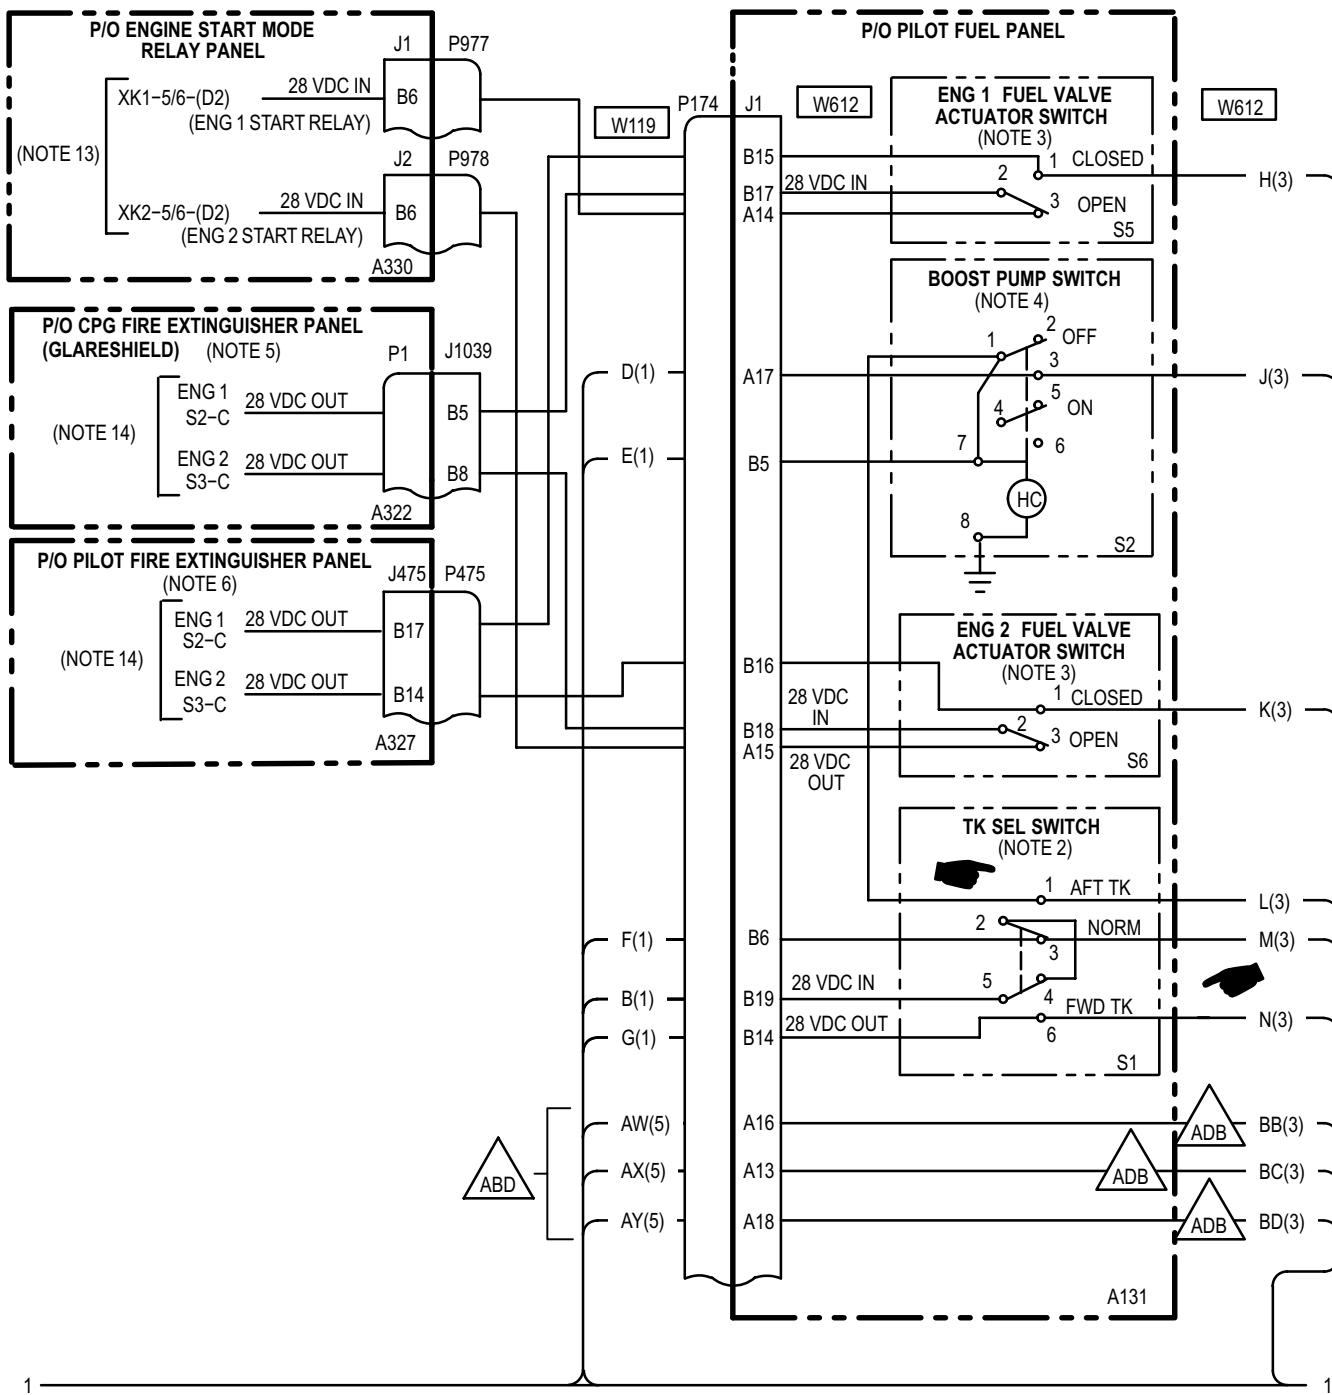 P/O ENGINE START MODE
RELAY PANEL
J1
P977
XK1-5/6-(D2)
28 VDC IN
B6
(ENG 1 START RELAY)
(NOTE 13)
J2
P978
XK2-5/6-(D2)
28 VDC IN
B6
(ENG 2 START RELAY)
A330
P/O CPG FIRE EXTINGUISHER PANEL
(GLARESHIELD) (NOTE 5)
P1
J1039
ENG 1
S2-C
28 VDC OUT
B5
(NOTE 14)
ENG 2
S3-C
28 VDC OUT
B8
A322
P/O PILOT FIRE EXTINGUISHER PANEL
(NOTE 6)
J475
P475
ENG 1
S2-C
28 VDC OUT
B17
(NOTE 14)
ENG 2
S3-C
28 VDC OUT
B14
A327
W119
P174
J1
W612
W612
P/O PILOT FUEL PANEL
ENG 1 FUEL VALVE
ACTUATOR SWITCH
(NOTE 3)
B15
1
CLOSED
H(3)
B17
28 VDC IN
2
A14
3
OPEN
S5
BOOST PUMP SWITCH
(NOTE 4)
1
2
OFF
D(1)
A17
3
J(3)
4
5
ON
E(1)
B5
7
6
HC
8
S2
ENG 2 FUEL VALVE
ACTUATOR SWITCH
(NOTE 3)
B16
1
CLOSED
K(3)
28 VDC
IN
B18
2
A15
3
OPEN
28 VDC
OUT
S6
TK SEL SWITCH
(NOTE 2)
1
AFT TK
L(3)
F(1)
B6
2
NORM
3
M(3)
B(1)
B19
28 VDC IN
5
4
G(1)
B14
28 VDC OUT
FWD TK
6
N(3)
S1
ABD
AW(5)
A16
ADB
BB(3)
AX(5)
A13
ADB
BC(3)
AY(5)
A18
ADB
BD(3)
A131
1
1